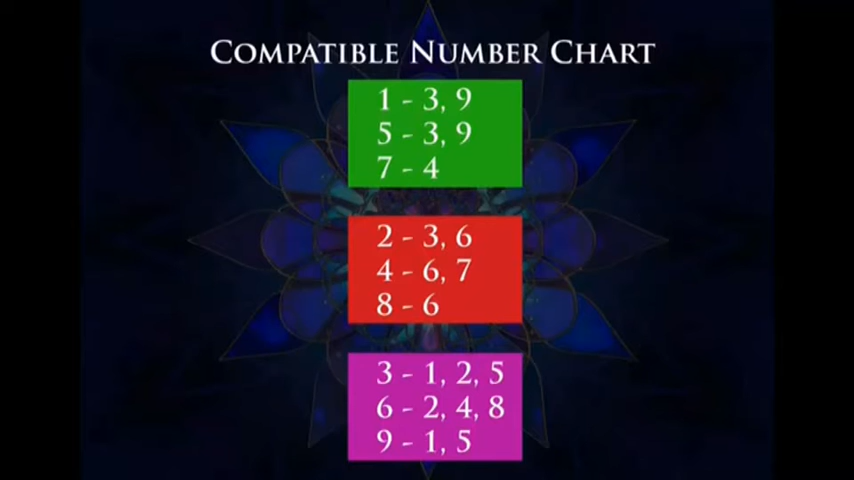 COMPATIBLE NUMBER CHART
1 - 3, 9
5 - 3, 9
7 - 4
2 - 3, 6
4 - 6, 7
8 - 6
3 - 1, 2, 5
6 - 2, 4, 8
9 - 1, 5